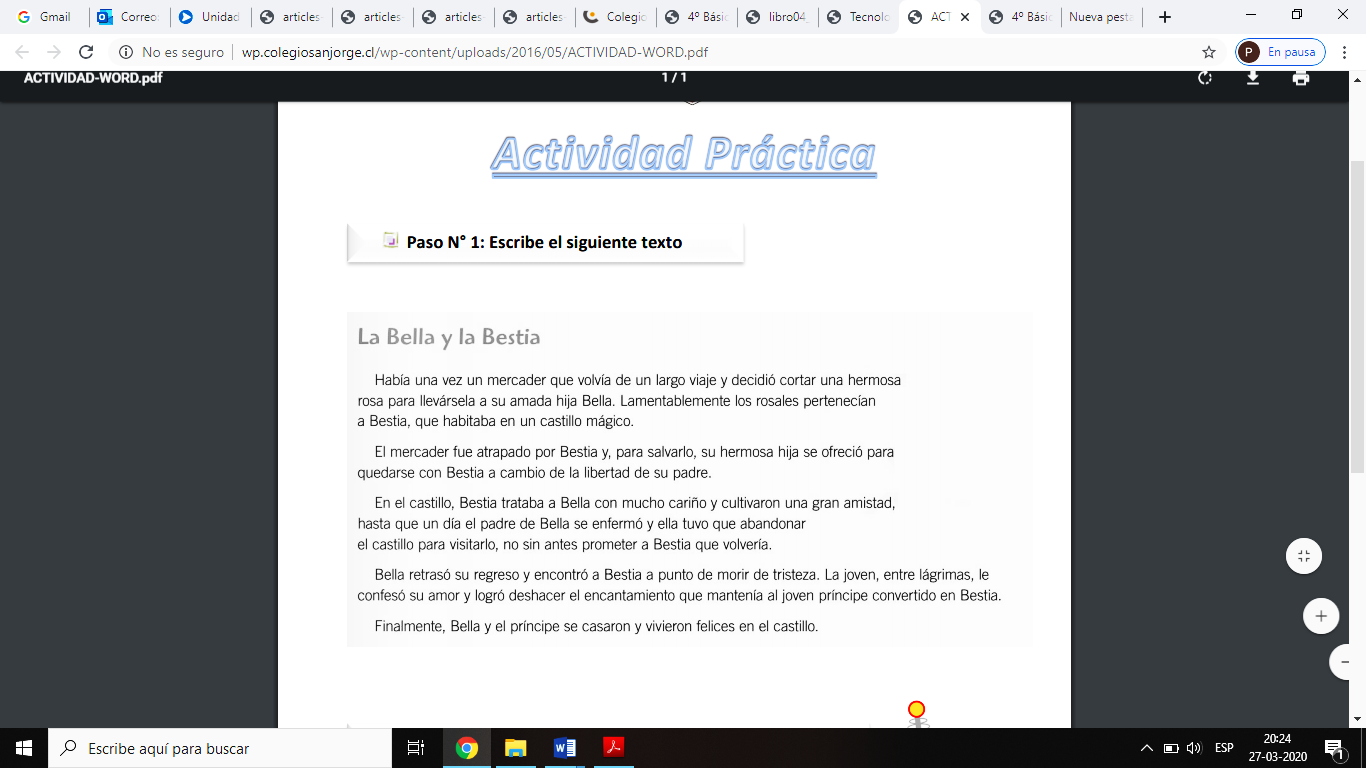 Gmail
Correo:
Unidad
articles-
articles-
articles-
articles-
Colegio
4º Básic
libro04_
Tecnolo
ACT
4º Básic
Nueva pesta
No es seguro
wp.colegiosanjorge.cl/wp-content/uploads/2016/05/ACTIVIDAD-WORD.pdf
P
En pausa
ACTIVIDAD-WORD.pdf
1 / 1
Actividad Práctica
Paso N° 1: Escribe el siguiente texto
La Bella y la Bestia
Había una vez un mercader que volvía de un largo viaje y decidió cortar una hermosa
rosa para llevársela a su amada hija Bella. Lamentablemente los rosales pertenecían
a Bestia, que habitaba en un castillo mágico.
El mercader fue atrapado por Bestia y, para salvarlo, su hermosa hija se ofreció para
quedarse con Bestia a cambio de la libertad de su padre.
En el castillo, Bestia trataba a Bella con mucho cariño y cultivaron una gran amistad,
hasta que un día el padre de Bella se enfermó y ella tuvo que abandonar
el castillo para visitarlo, no sin antes prometer a Bestia que volvería.
Bella retrasó su regreso y encontró a Bestia a punto de morir de tristeza. La joven, entre lágrimas, le
confesó su amor y logró deshacer el encantamiento que mantenía al joven príncipe convertido en Bestia.
Finalmente, Bella y el príncipe se casaron y vivieron felices en el castillo.
Escribe aquí para buscar
ESP
20:24
27-03-2020
1